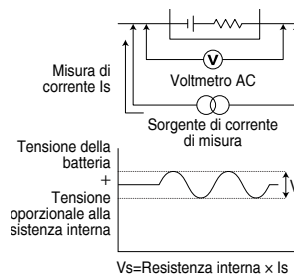 V
Misura di
corrente Is
Voltmetro AC
Sorgente di corrente
di misura
Tensione della
batteria
+
Tensione
oporzionale alla
sistenza interna
V
Vs=Resistenza interna × Is